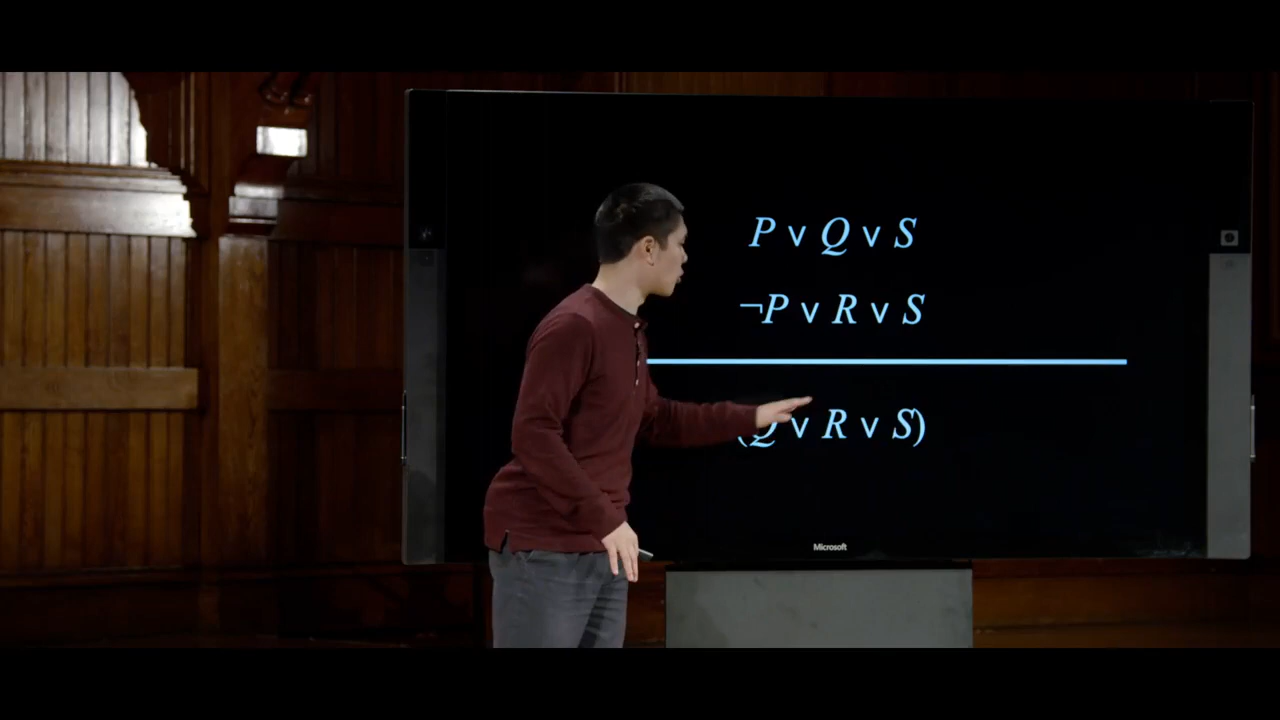 P ∨ Q ∨ S
¬P ∨ R ∨ S
(Q ∨ R ∨ S)
Microsoft